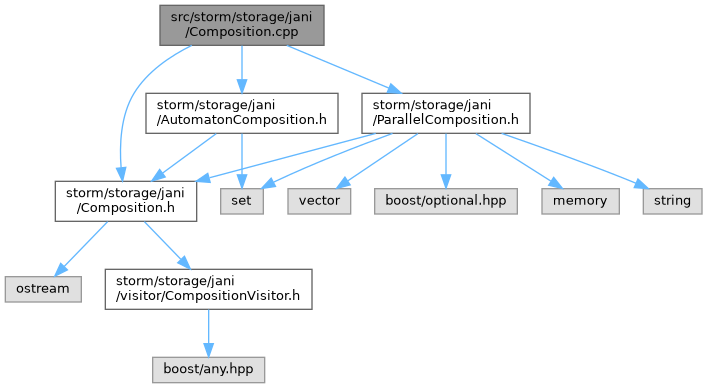 src/storm/storage/jani
/Composition.cpp
storm/storage/jani
/AutomatonComposition.h
storm/storage/jani
/ParallelComposition.h
storm/storage/jani
/Composition.h
set
vector
boost/optional.hpp
memory
string
ostream
storm/storage/jani
/visitor/CompositionVisitor.h
boost/any.hpp